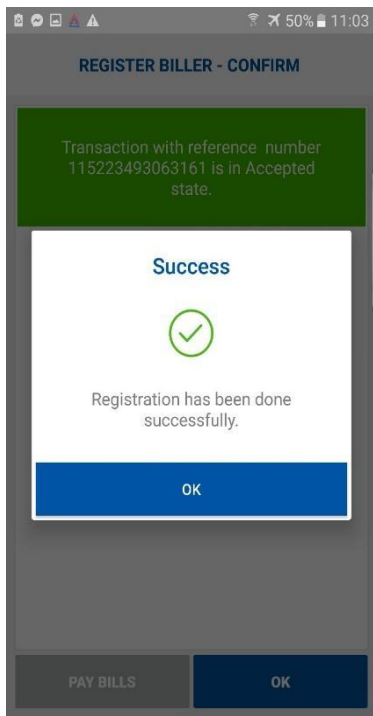 50% 11:03
REGISTER BILLER - CONFIRM
Transaction with reference number
115223493063161 is in Accepted
state.
Success
Registration has been done
successfully.
OK
PAY BILLS OK